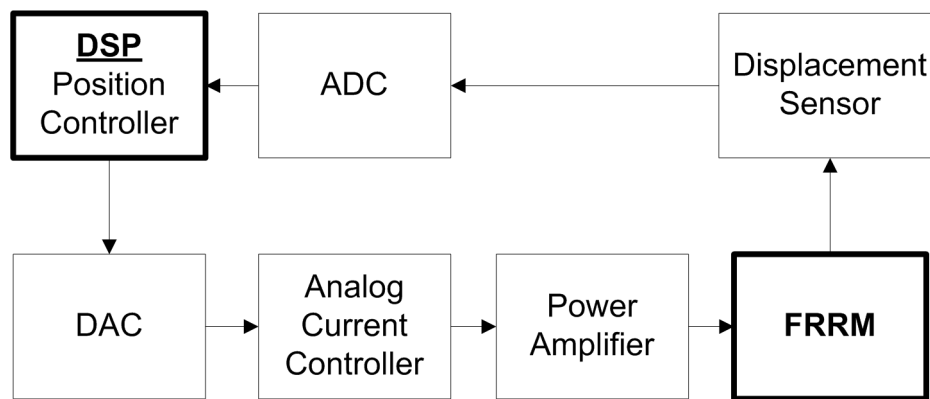 DSP
Position
Controller
ADC
Displacement
Sensor
DAC
Analog
Current
Controller
Power
Amplifier
FRRM